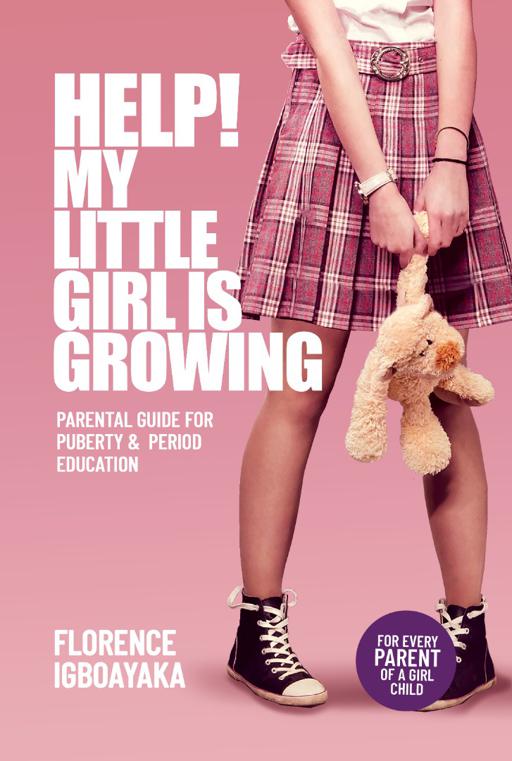 HELP!
MY
LITTLE
GIRL IS
GROWING
PARENTAL GUIDE FOR
PUBERTY & PERIOD
EDUCATION
FLORENCE
IGBOAYAKA
FOR EVERY
PARENT
OF A GIRL
CHILD